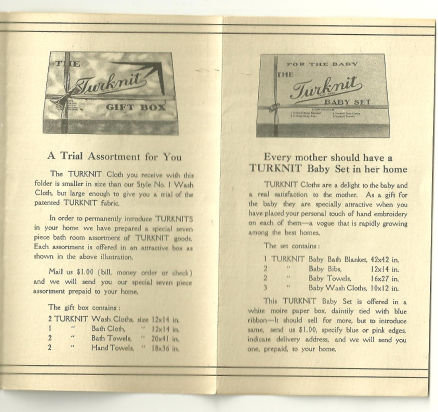 THE
Turknit
GIFT BOX
A Trial Assortment for You
The TURKNIT Cloth you receive with this
folder is smaller in size than our Style No. 1 Wash
Cloth, but large enough to give you a trial of the
patented TURKNIT fabric.
In order to permanently introduce TURKNITS
in your home we have prepared a special seven
piece bath room assortment of TURKNIT goods.
Each assortment is offered in an attractive box as
shown in the above illustration.
Mail us $1.00 (bill, money order or check)
and we will send you our special seven piece
assortment prepaid to your home.
The gift box contains:
2 TURKNIT Wash Cloths, size 12x14 in.
1 " Bath Cloth, " 12x14 in.
2 " Bath Towels, " 20x41 in.
2 " Hand Towels, " 18x36 in.
FOR THE BABY
THE
Turknit
BABY SET
Every mother should have a
TURKNIT Baby Set in her home
TURKNIT Cloths are a delight to the baby and
a real satisfaction to the mother. As a gift for
the baby they are specially attractive when you
have placed your personal touch of hand embroidery
on each of them—a vogue that is rapidly growing
among the best homes.
The set contains:
1 TURKNIT Baby Bath Blanket, 42x42 in.
2 " Baby Bibs, 12x14 in.
2 " Baby Towels, 16x27 in.
3 " Baby Wash Cloths, 10x12 in.
This TURKNIT Baby Set is offered in a
white moire paper box, daintily tied with blue
ribbon—It should sell for more, but to introduce
same, send us $1.00, specify blue or pink edges,
indicate delivery address, and we will send you
one, prepaid, to your home.